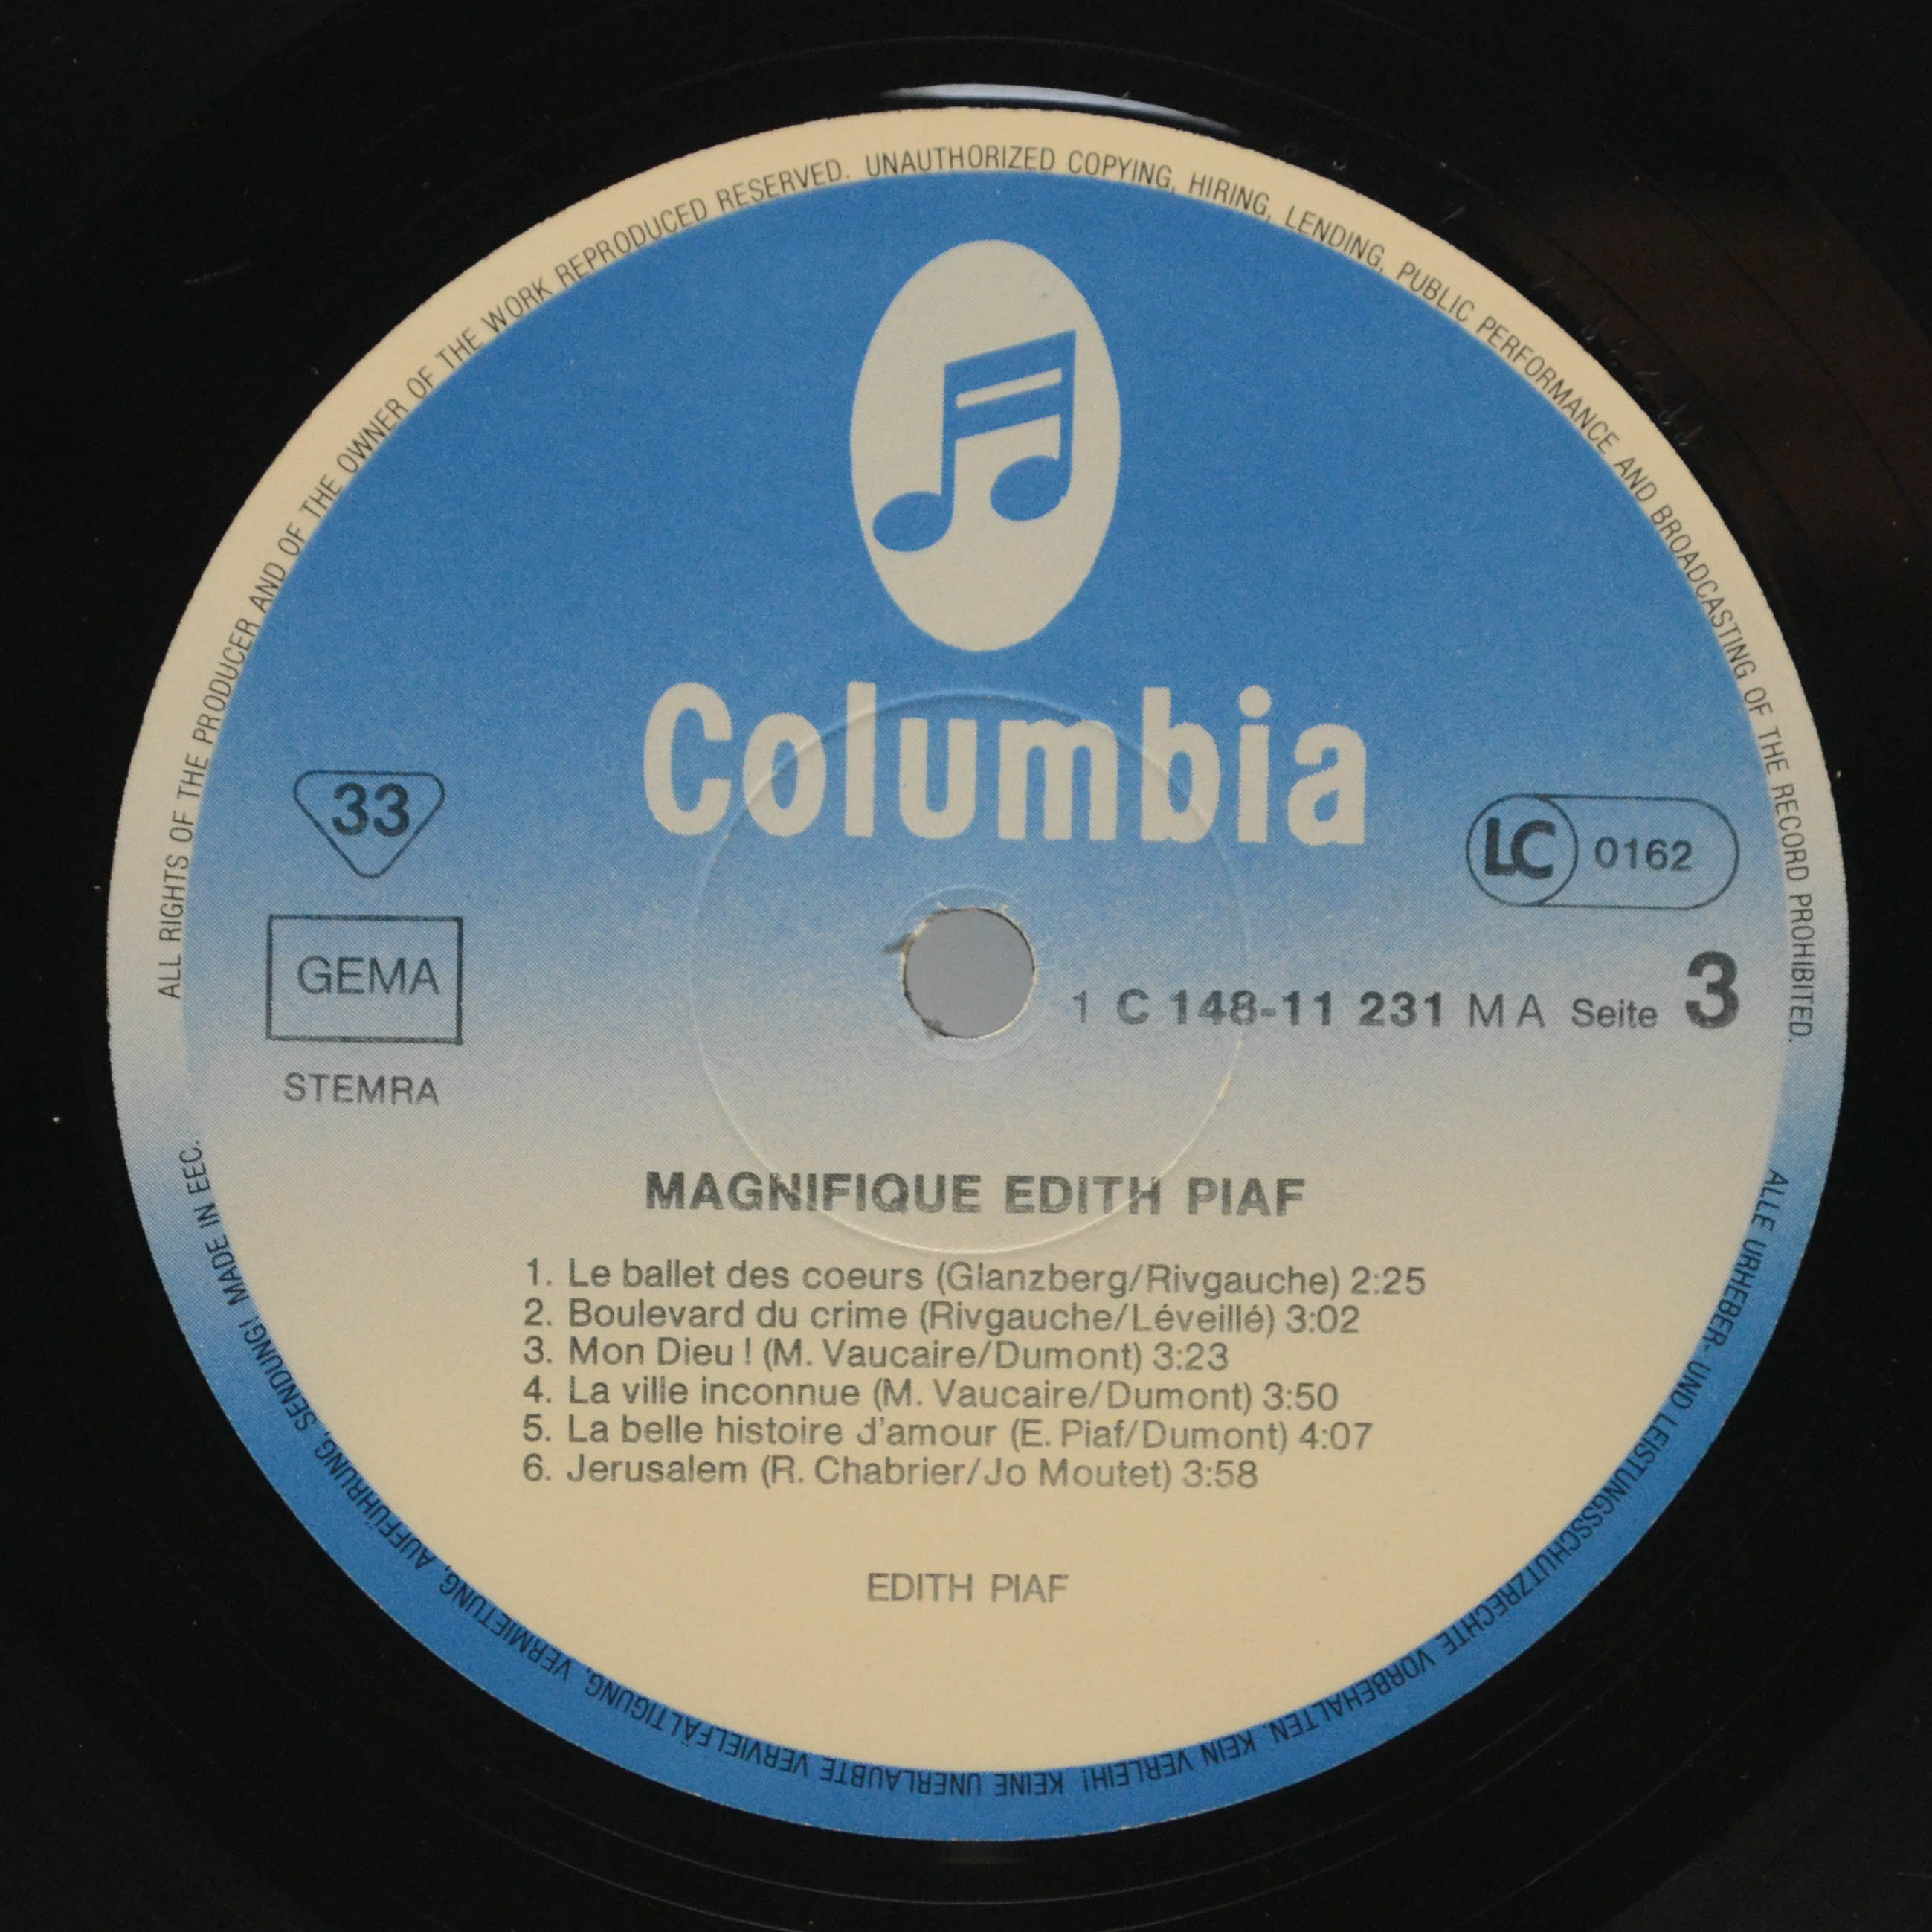 ALL RIGHTS OF THE PRODUCER AND OF THE OWNER OF THE WORK REPRODUCED RESERVED. UNAUTHORIZED COPYING, HIRING, LENDING, PUBLIC PERFORMANCE AND BROADCASTING OF THE RECORD PROHIBITED.
Columbia
33
LC 0162
GEMA
1 C 148-11 231 M A Seite 3
STEMRA
MAGNIFIQUE EDITH PIAF
1. Le ballet des coeurs (Glanzberg/Rivgauche) 2:25
2. Boulevard du crime (Rivgauche/Léveillé) 3:02
3. Mon Dieu ! (M. Vaucaire/Dumont) 3:23
4. La ville inconnue (M. Vaucaire/Dumont) 3:50
5. La belle histoire d'amour (E. Piaf/Dumont) 4:07
6. Jerusalem (R. Chabrier/Jo Moutet) 3:58
EDITH PIAF
ALLE URHEBER- UND LEISTUNGSSCHUTZRECHTE VORBEHALTEN. KEIN VERLEIH! KEINE UNERLAUBTE VERVIELFÄLTIGUNG, VERMIETUNG, AUFFÜHRUNG, SENDUNG! MADE IN EEC.